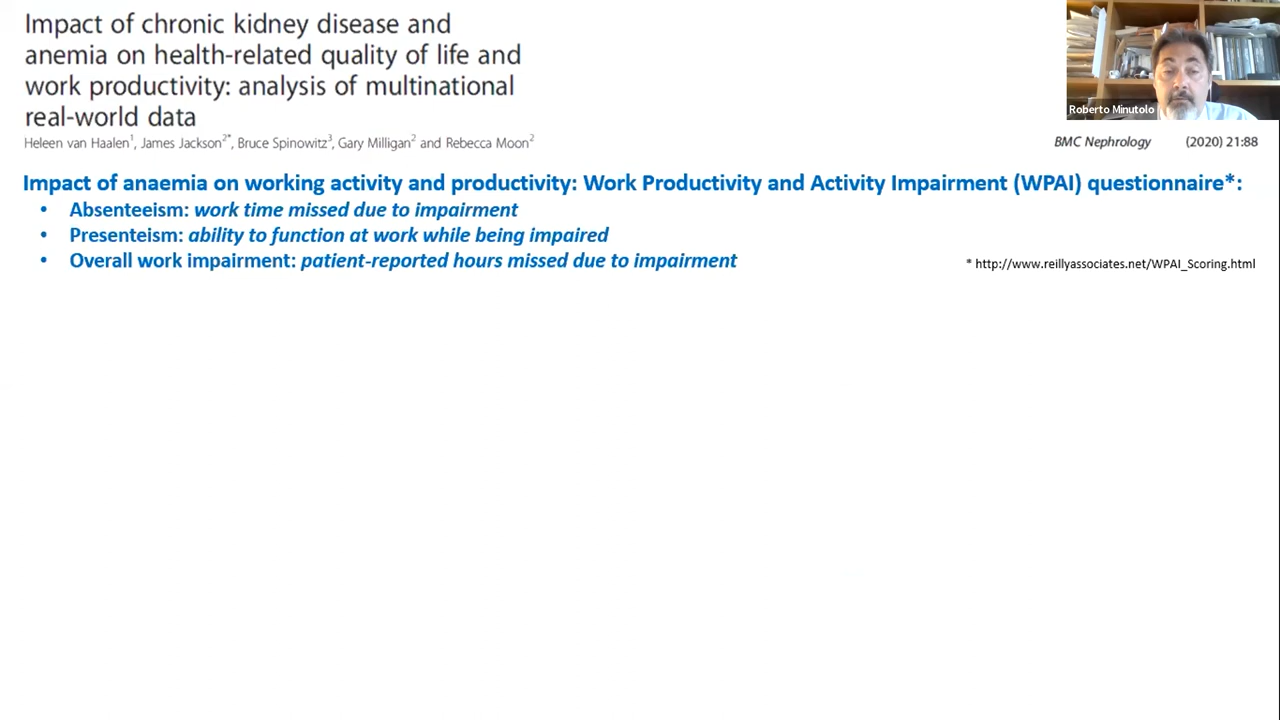 Impact of chronic kidney disease and
anemia on health-related quality of life and
work productivity: analysis of multinational
real-world data
Heleen van Haalen1, James Jackson2*, Bruce Spinowitz3, Gary Milligan2 and Rebecca Moon2
Roberto Minutolo
BMC Nephrology (2020) 21:88
Impact of anaemia on working activity and productivity: Work Productivity and Activity Impairment (WPAI) questionnaire*:
• Absenteeism: work time missed due to impairment
• Presenteeism: ability to function at work while being impaired
• Overall work impairment: patient-reported hours missed due to impairment
* http://www.reillyassociates.net/WPAI_Scoring.html